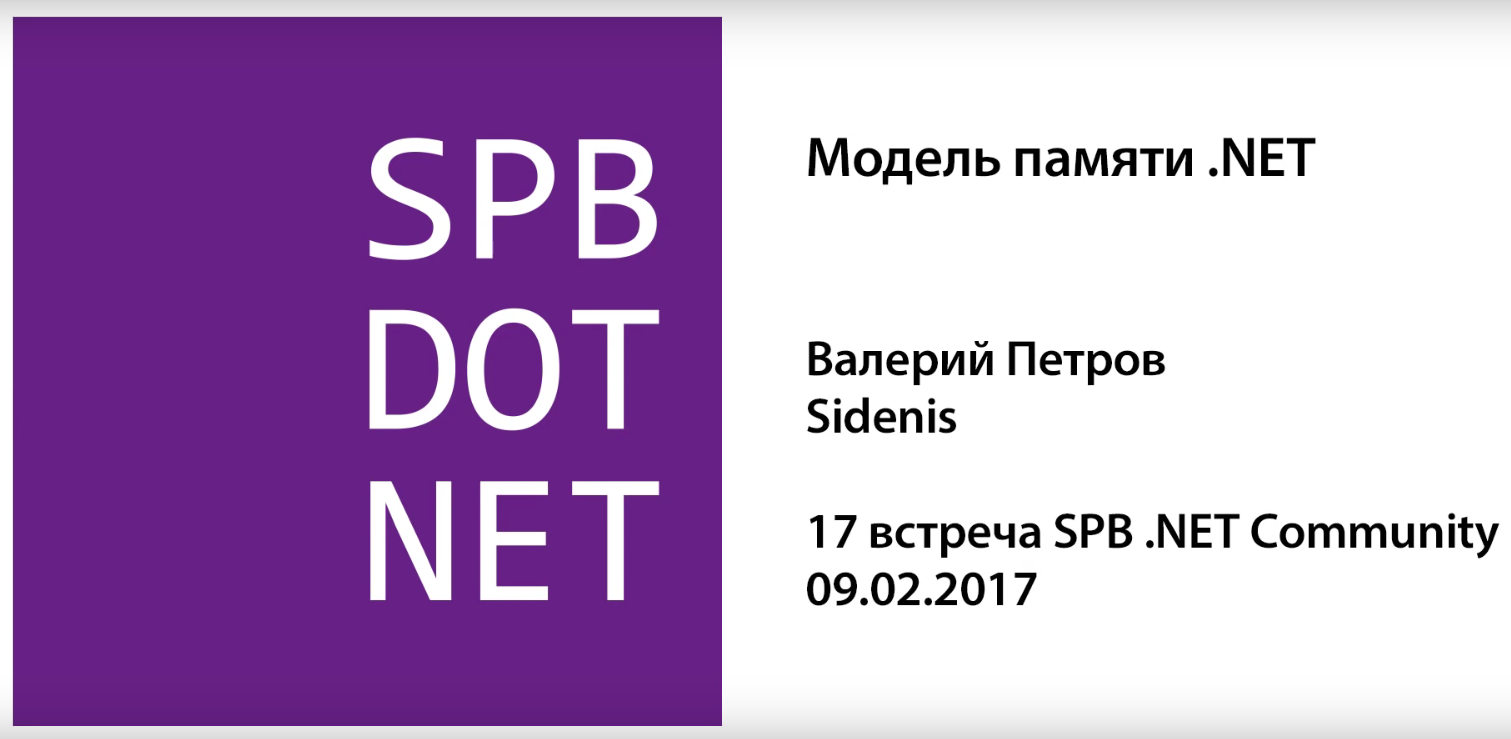 SPB
DOT
NET
Модель памяти .NET
Валерий Петров
Sidenis
17 встреча SPB .NET Community
09.02.2017